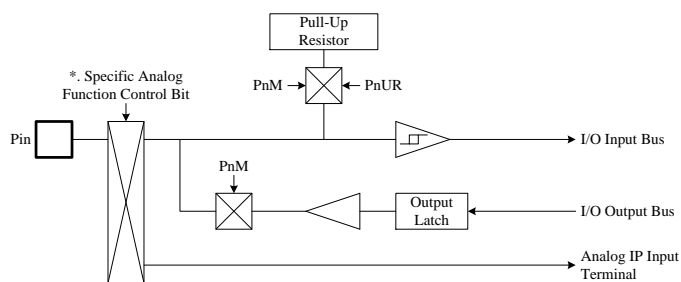 Pull-Up
Resistor
*. Specific Analog
Function Control Bit
PnM
PnUR
Pin
I/O Input Bus
PnM
Output
Latch
I/O Output Bus
Analog IP Input
Terminal